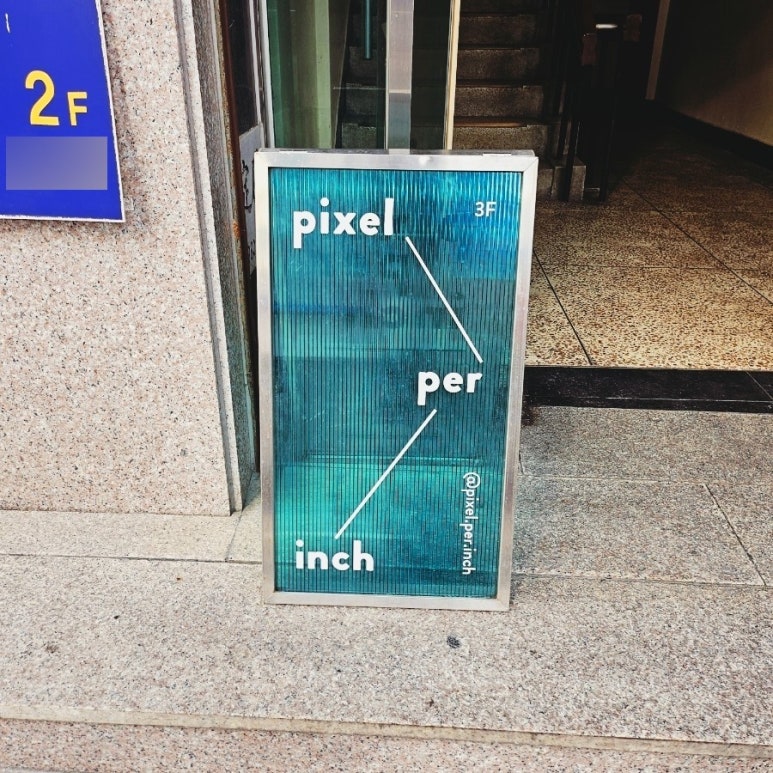 2F
pixel
3F
per
inch
@pixel.per.inch